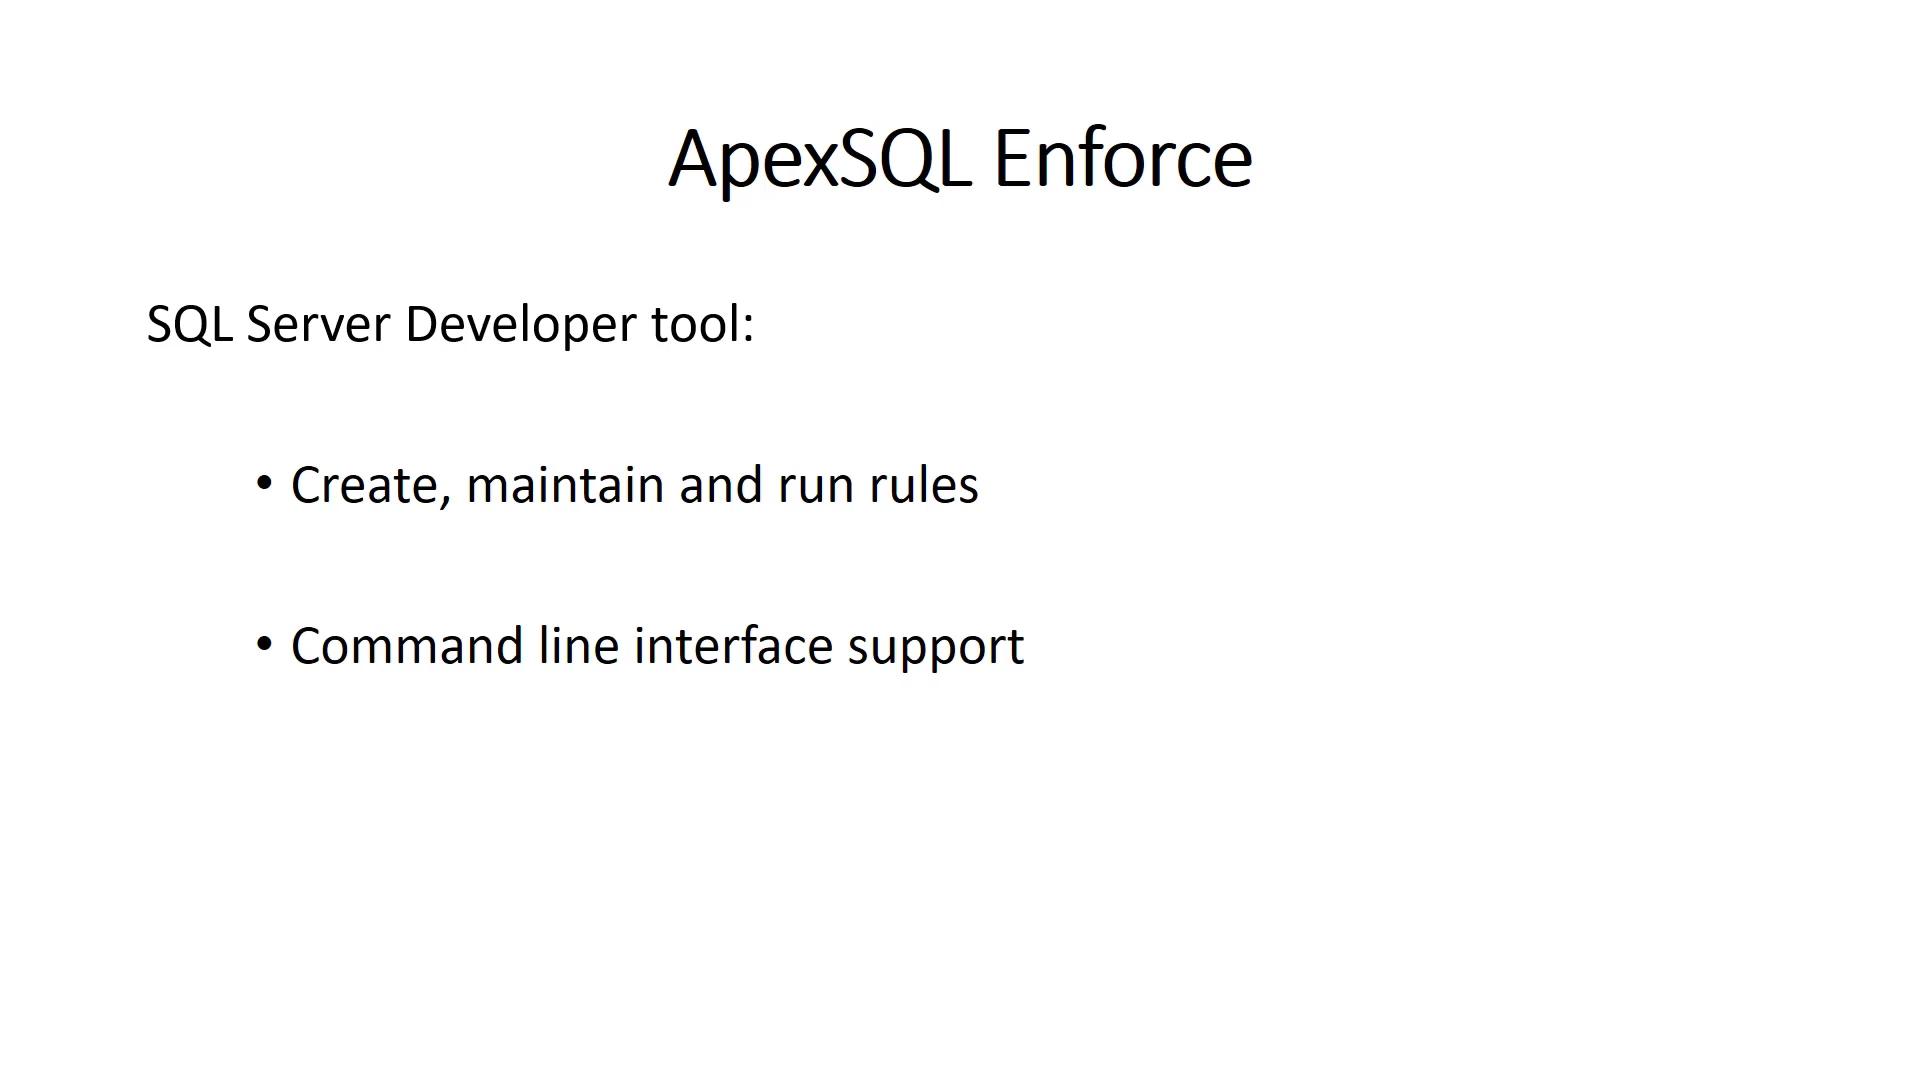 ApexSQL Enforce
SQL Server Developer tool:
• Create, maintain and run rules
• Command line interface support